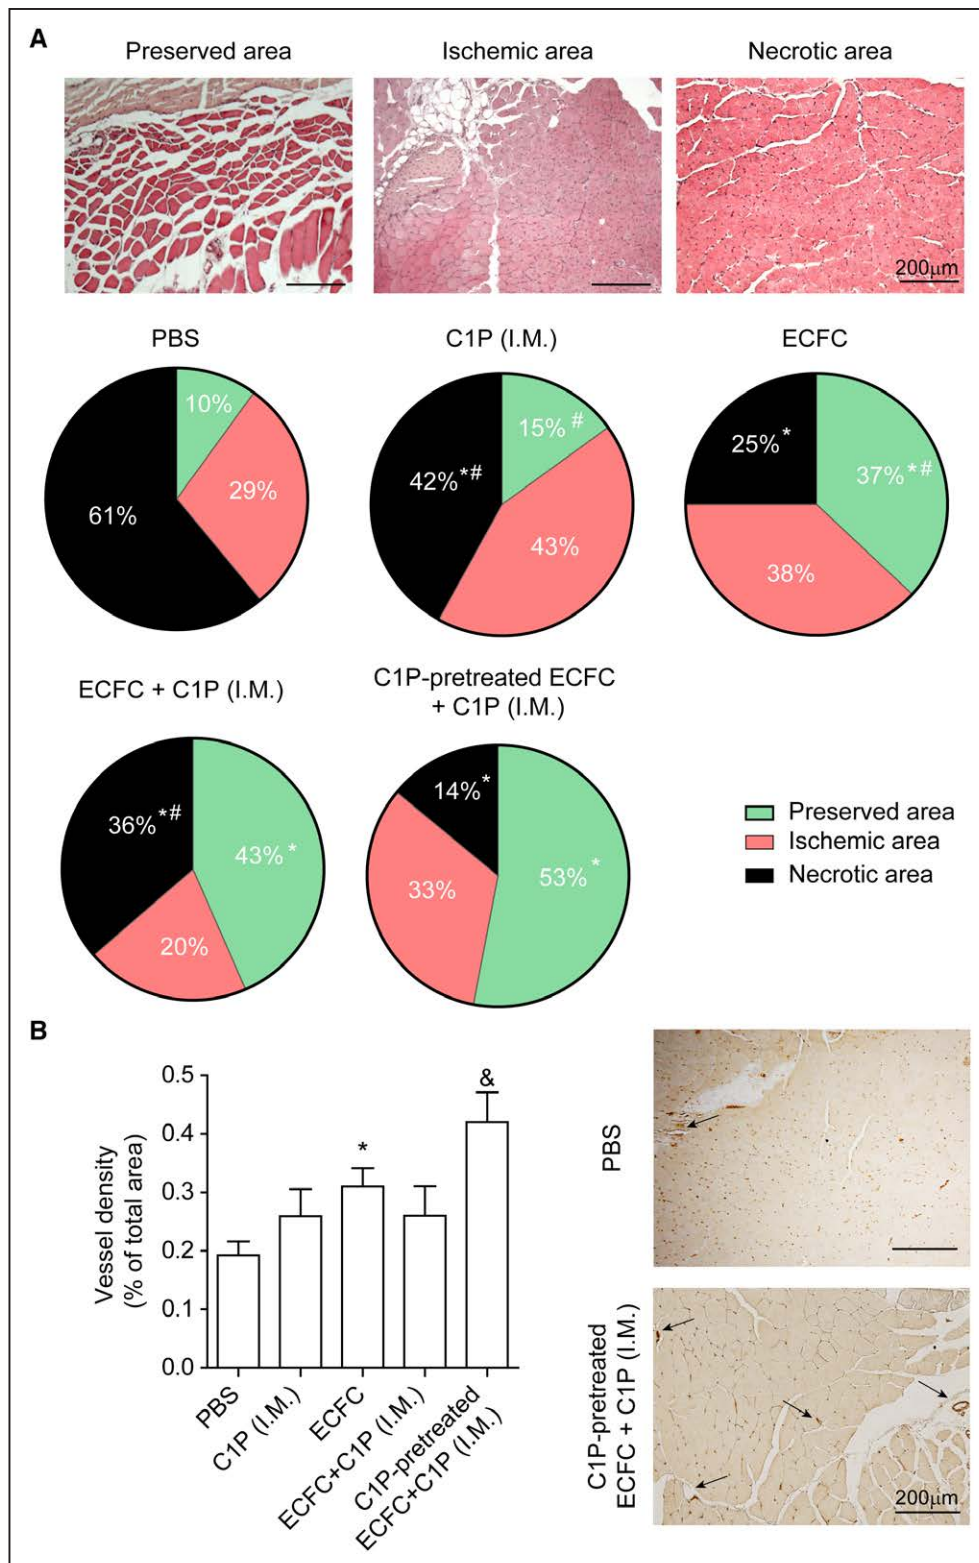 A
Preserved area
Ischemic area
Necrotic area
200µm
PBS
C1P (I.M.)
ECFC
10%
29%
61%
15% #
43%
42% *#
37% *#
38%
25% *
ECFC + C1P (I.M.)
C1P-pretreated ECFC
+ C1P (I.M.)
43% *
20%
36% *#
53% *
33%
14% *
Preserved area
Ischemic area
Necrotic area
B
Vessel density
(% of total area)
0.5
0.4
0.3
0.2
0.1
0.0
*
&
PBS
C1P (I.M.)
ECFC
ECFC+C1P (I.M.)
C1P-pretreated
ECFC+C1P (I.M.)
PBS
C1P-pretreated
ECFC + C1P (I.M.)
200µm